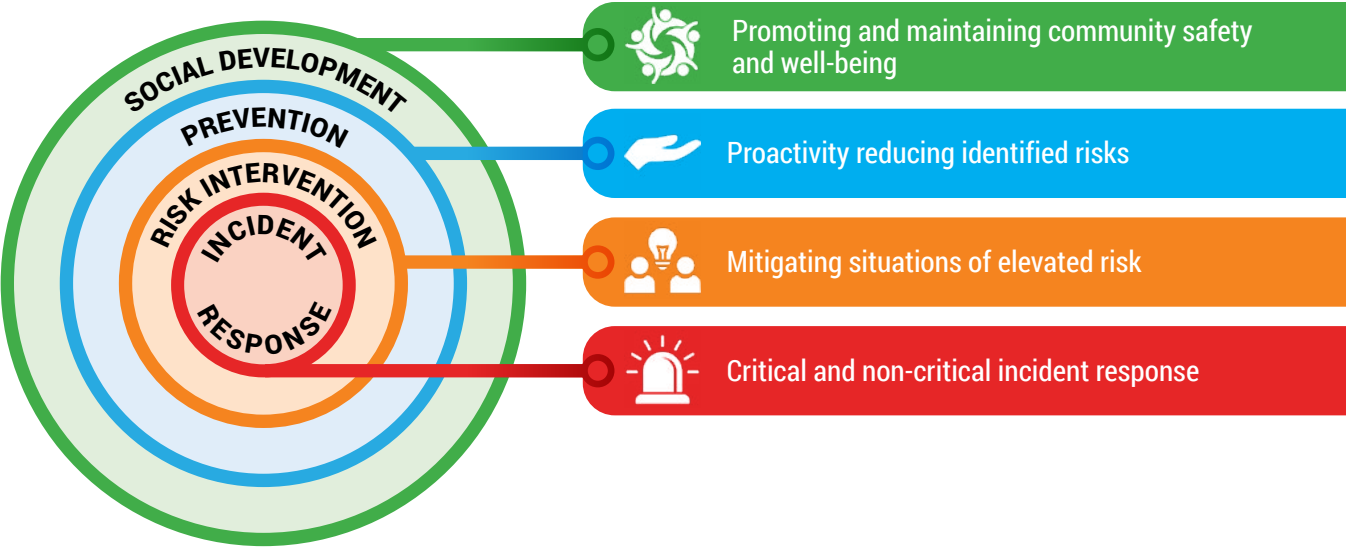 SOCIAL DEVELOPMENT
PREVENTION
RISK INTERVENTION
INCIDENT
RESPONSE
Promoting and maintaining community safety
and well-being
Proactivity reducing identified risks
Mitigating situations of elevated risk
Critical and non-critical incident response